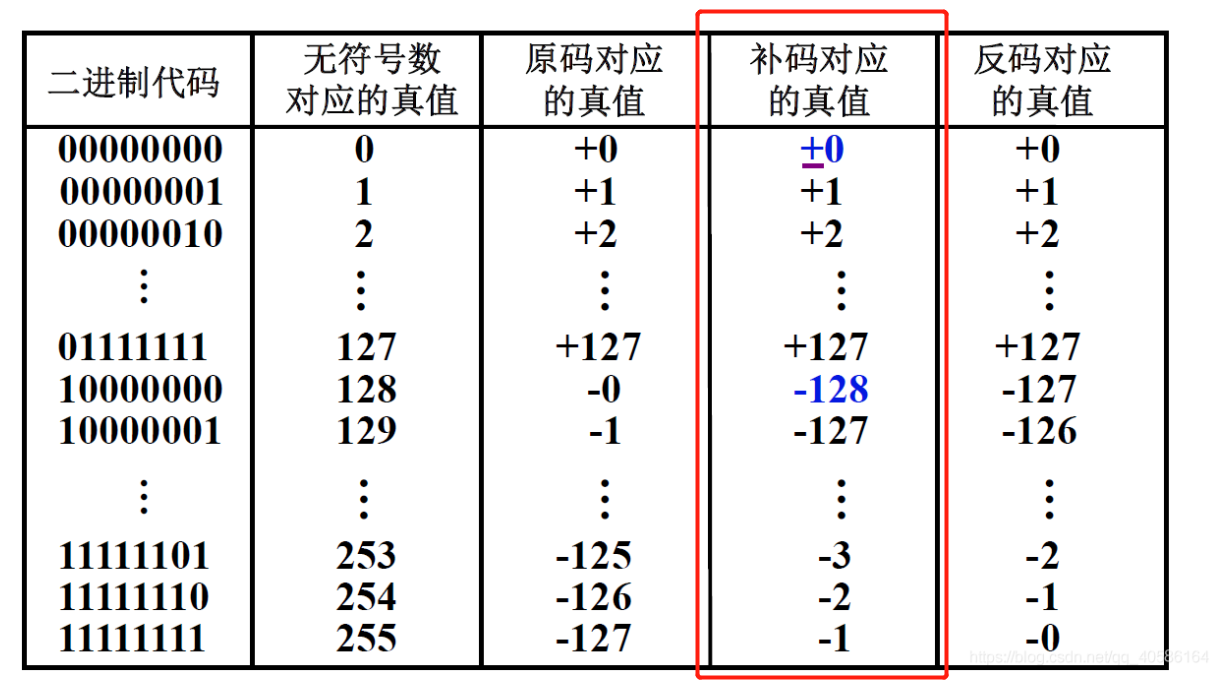 二进制代码 无符号数对应的真值 原码对应的真值 补码对应的真值 反码对应的真值
00000000 0 +0 ±0 +0
00000001 1 +1 +1 +1
00000010 2 +2 +2 +2
⋮ ⋮ ⋮ ⋮ ⋮
01111111 127 +127 +127 +127
10000000 128 -0 -128 -127
10000001 129 -1 -127 -126
⋮ ⋮ ⋮ ⋮ ⋮
11111101 253 -125 -3 -2
11111110 254 -126 -2 -1
11111111 255 -127 -1 -0
https://blog.csdn.net/qq_40586164